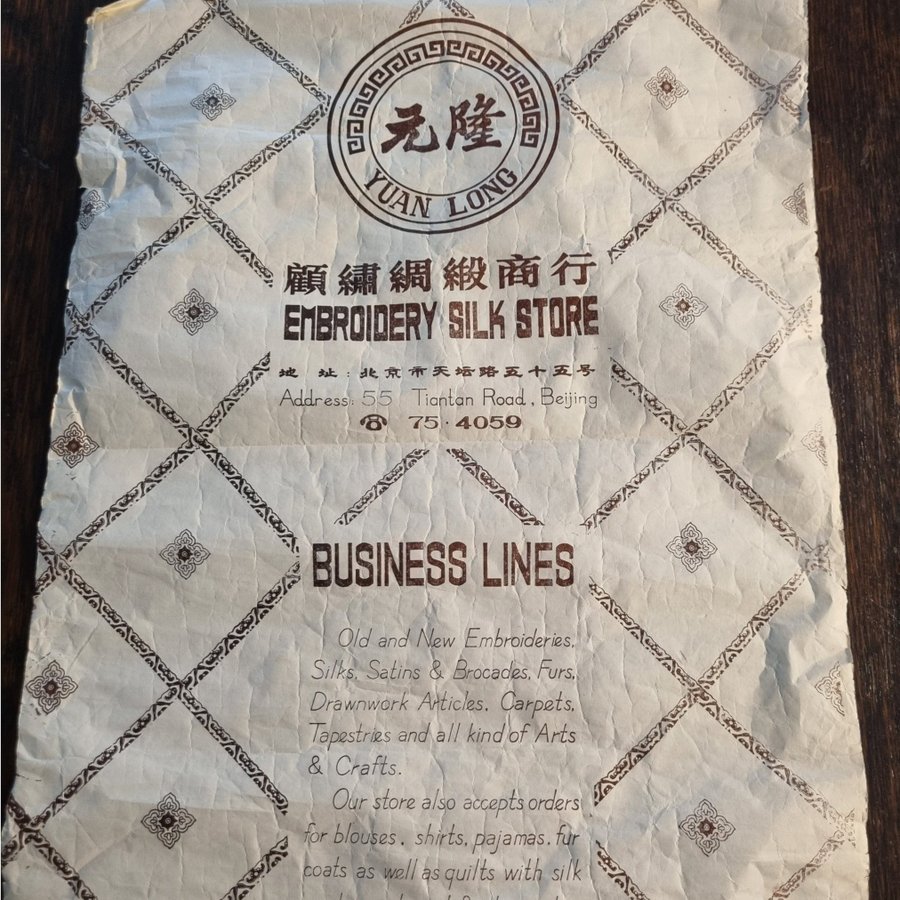 元隆
YUAN LONG
顧繡綢緞商行
EMBROIDERY SILK STORE
地 址：北京市天坛路五十五号
Address: 55 Tiantan Road, Beijing
☎ 75·4059
BUSINESS LINES
Old and New Embroideries,
Silks, Satins & Brocades, Furs,
Drawnwork Articles, Carpets,
Tapestries and all kind of Arts
& Crafts.
Our store also accepts orders
for blouses, shirts, pajamas, fur
coats as well as quilts with silk